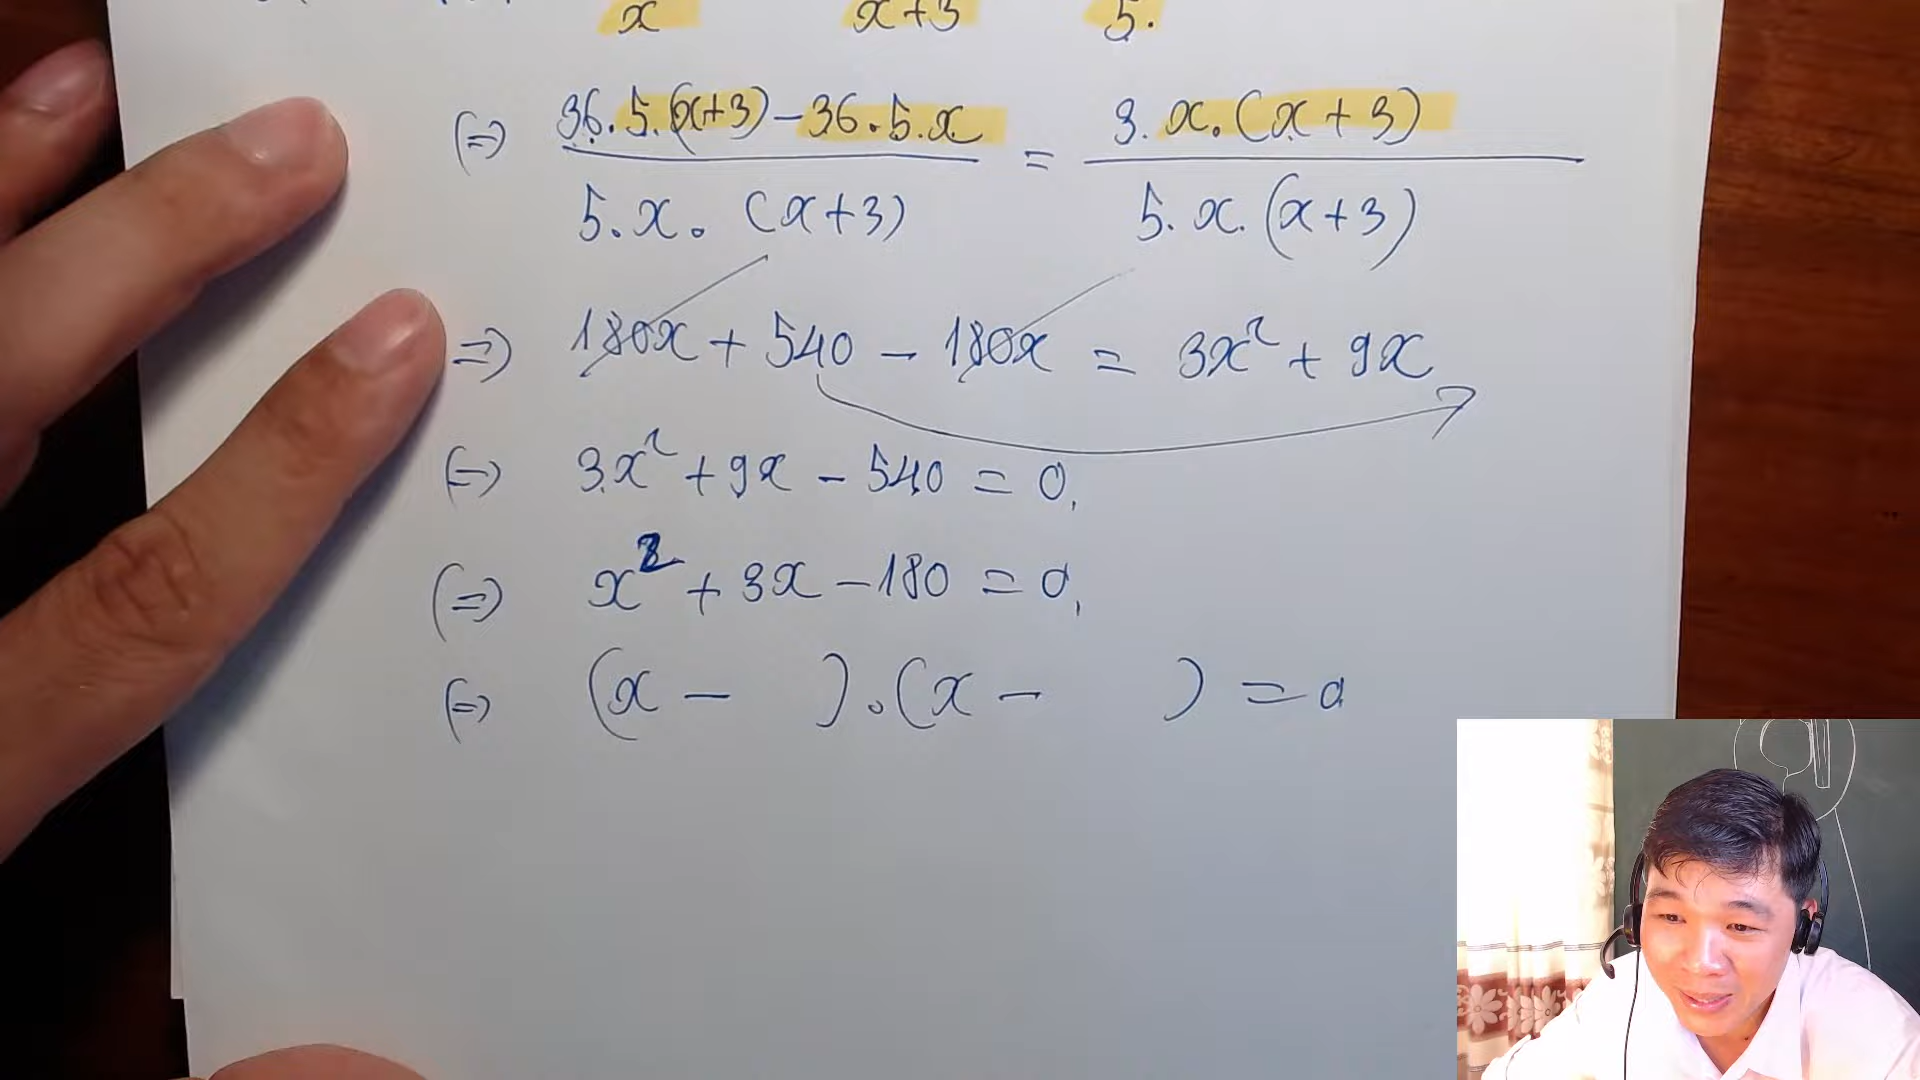 x x+3 5.
(=) 36.5.(x+3) - 36.5.x / 5.x.(x+3) = 3.x.(x+3) / 5.x.(x+3)
=) 180x + 540 - 180x = 3x² + 9x
(=) 3x² + 9x - 540 = 0,
(=) x² + 3x - 180 = 0,
(=) (x - ).(x - ) = 0